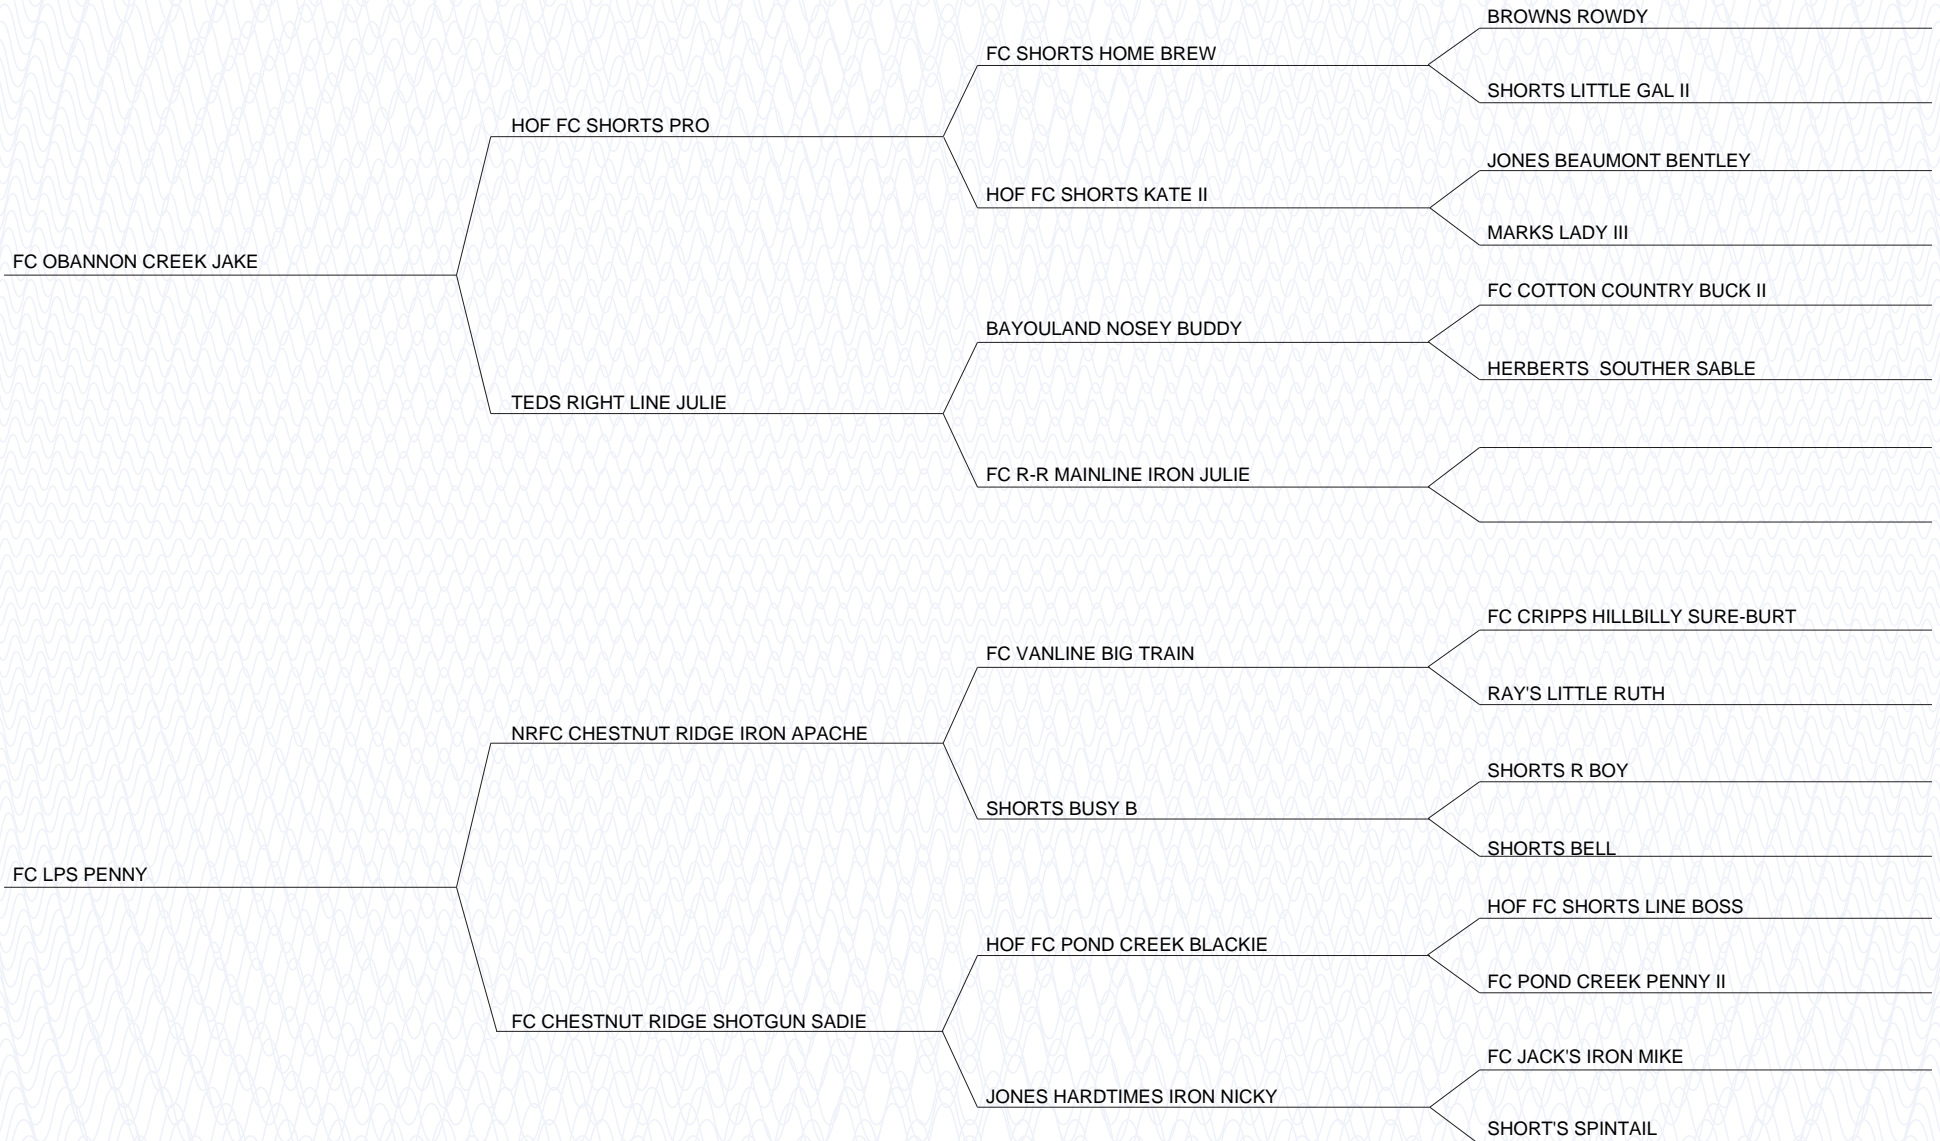 BROWNS ROWDY
FC SHORTS HOME BREW
SHORTS LITTLE GAL II
HOF FC SHORTS PRO
JONES BEAUMONT BENTLEY
HOF FC SHORTS KATE II
MARKS LADY III
FC OBANNON CREEK JAKE
FC COTTON COUNTRY BUCK II
BAYOULAND NOSEY BUDDY
HERBERTS  SOUTHER SABLE
TEDS RIGHT LINE JULIE
FC R-R MAINLINE IRON JULIE
FC CRIPPS HILLBILLY SURE-BURT
FC VANLINE BIG TRAIN
RAY'S LITTLE RUTH
NRFC CHESTNUT RIDGE IRON APACHE
SHORTS R BOY
SHORTS BUSY B
SHORTS BELL
FC LPS PENNY
HOF FC SHORTS LINE BOSS
HOF FC POND CREEK BLACKIE
FC POND CREEK PENNY II
FC CHESTNUT RIDGE SHOTGUN SADIE
FC JACK'S IRON MIKE
JONES HARDTIMES IRON NICKY
SHORT'S SPINTAIL